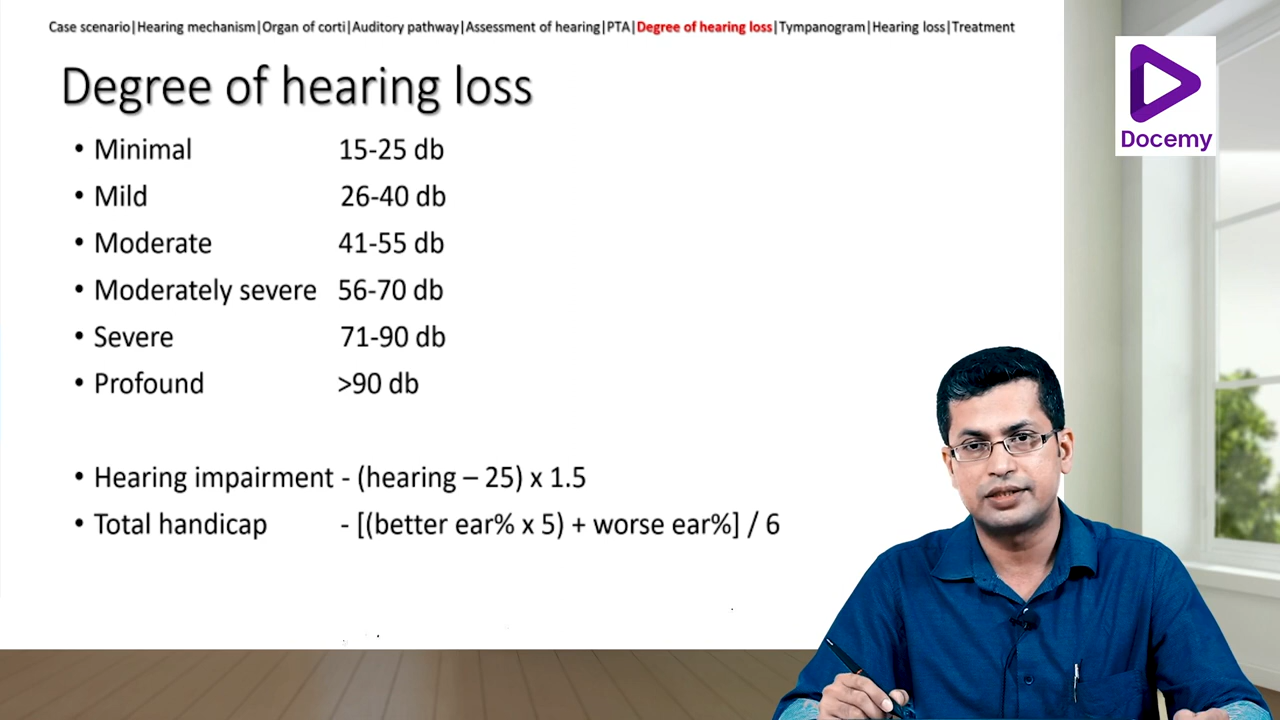 Case scenario|Hearing mechanism|Organ of corti|Auditory pathway|Assessment of hearing|PTA|Degree of hearing loss|Tympanogram|Hearing loss|Treatment
Degree of hearing loss
Docemy
• Minimal 15-25 db
• Mild 26-40 db
• Moderate 41-55 db
• Moderately severe 56-70 db
• Severe 71-90 db
• Profound >90 db
• Hearing impairment - (hearing – 25) x 1.5
• Total handicap - [(better ear% x 5) + worse ear%] / 6